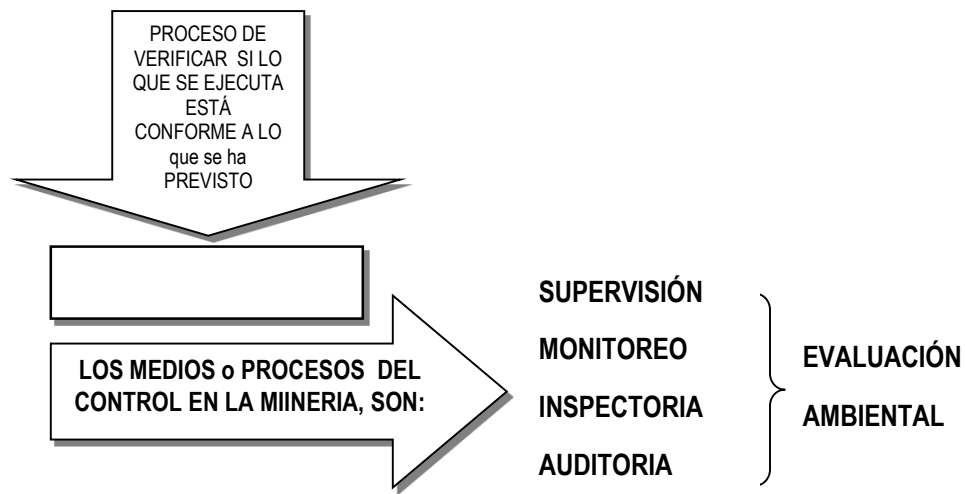 PROCESO DE
VERIFICAR SI LO
QUE SE EJECUTA
ESTÁ
CONFORME A LO
que se ha
PREVISTO
LOS MEDIOS o PROCESOS DEL
CONTROL EN LA MIINERIA, SON:
SUPERVISIÓN
MONITOREO
INSPECTORIA
AUDITORIA
EVALUACIÓN
AMBIENTAL